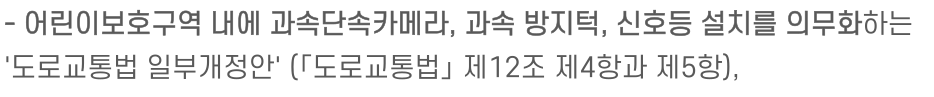 - 어린이보호구역 내에 과속단속카메라, 과속 방지턱, 신호등 설치를 의무화하는
'도로교통법 일부개정안' (｢도로교통법｣ 제12조 제4항과 제5항),